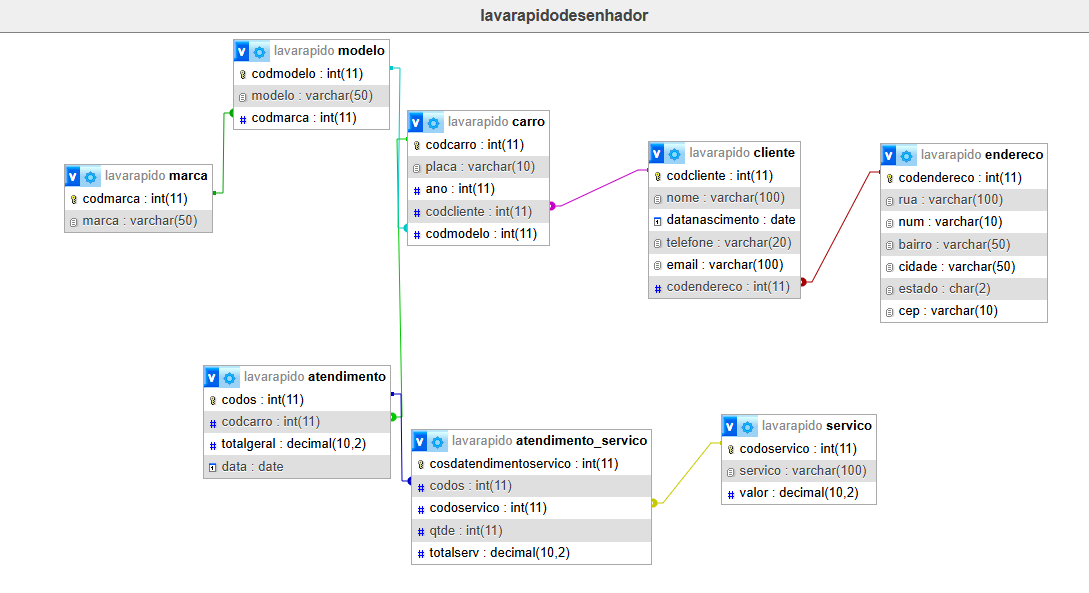 lavarapidodesenhador
v lavarapido modelo
codmodelo : int(11)
modelo : varchar(50)
# codmarca : int(11)
v lavarapido marca
codmarca : int(11)
marca : varchar(50)
v lavarapido carro
codcarro : int(11)
placa : varchar(10)
# ano : int(11)
# codcliente : int(11)
# codmodelo : int(11)
v lavarapido cliente
codcliente : int(11)
nome : varchar(100)
datanascimento : date
telefone : varchar(20)
email : varchar(100)
# codendereco : int(11)
v lavarapido endereco
codendereco : int(11)
rua : varchar(100)
num : varchar(10)
bairro : varchar(50)
cidade : varchar(50)
estado : char(2)
cep : varchar(10)
v lavarapido atendimento
codos : int(11)
# codcarro : int(11)
# totalgeral : decimal(10,2)
data : date
v lavarapido atendimento_servico
cosdatendimentoservico : int(11)
# codos : int(11)
# codoservico : int(11)
# qtde : int(11)
# totalserv : decimal(10,2)
v lavarapido servico
codoservico : int(11)
servico : varchar(100)
# valor : decimal(10,2)